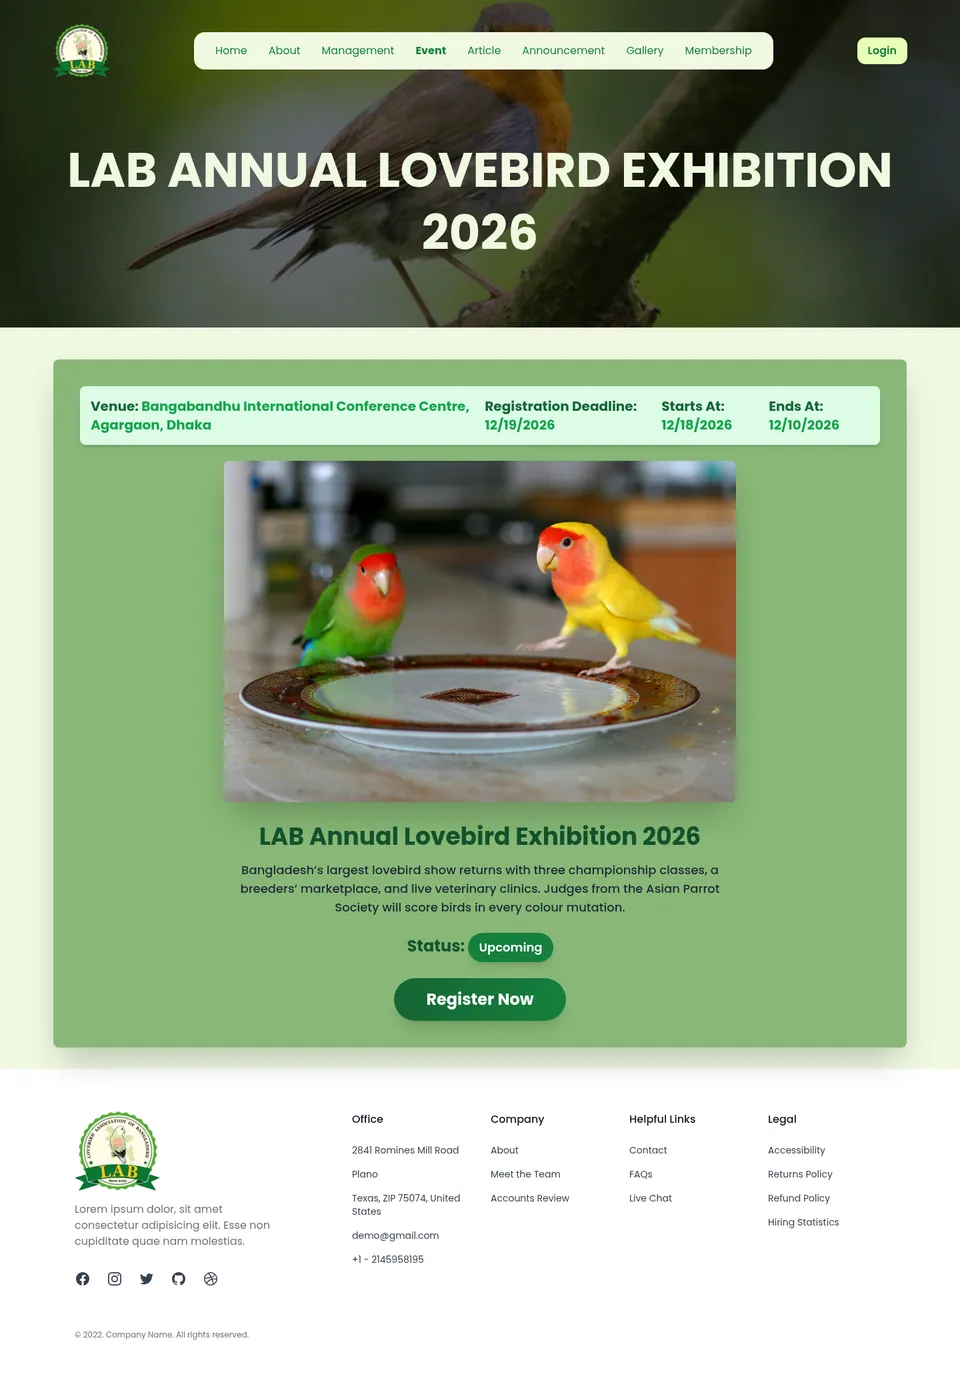 LAB
Home About Management Event Article Announcement Gallery Membership
Login
LAB ANNUAL LOVEBIRD EXHIBITION
2026
Venue: Bangabandhu International Conference Centre,
Agargaon, Dhaka
Registration Deadline:
12/19/2026
Starts At:
12/18/2026
Ends At:
12/10/2026
LAB Annual Lovebird Exhibition 2026
Bangladesh’s largest lovebird show returns with three championship classes, a
breeders’ marketplace, and live veterinary clinics. Judges from the Asian Parrot
Society will score birds in every colour mutation.
Status: Upcoming
Register Now
LOVEBIRD ASSOCIATION OF BANGLADESH
LAB
Lorem ipsum dolor, sit amet
consectetur adipisicing elit. Esse non
cupiditate quae nam molestias.
Office
2841 Romines Mill Road
Plano
Texas, ZIP 75074, United
States
demo@gmail.com
+1 - 2145958195
Company
About
Meet the Team
Accounts Review
Helpful Links
Contact
FAQs
Live Chat
Legal
Accessibility
Returns Policy
Refund Policy
Hiring Statistics
© 2022. Company Name. All rights reserved.